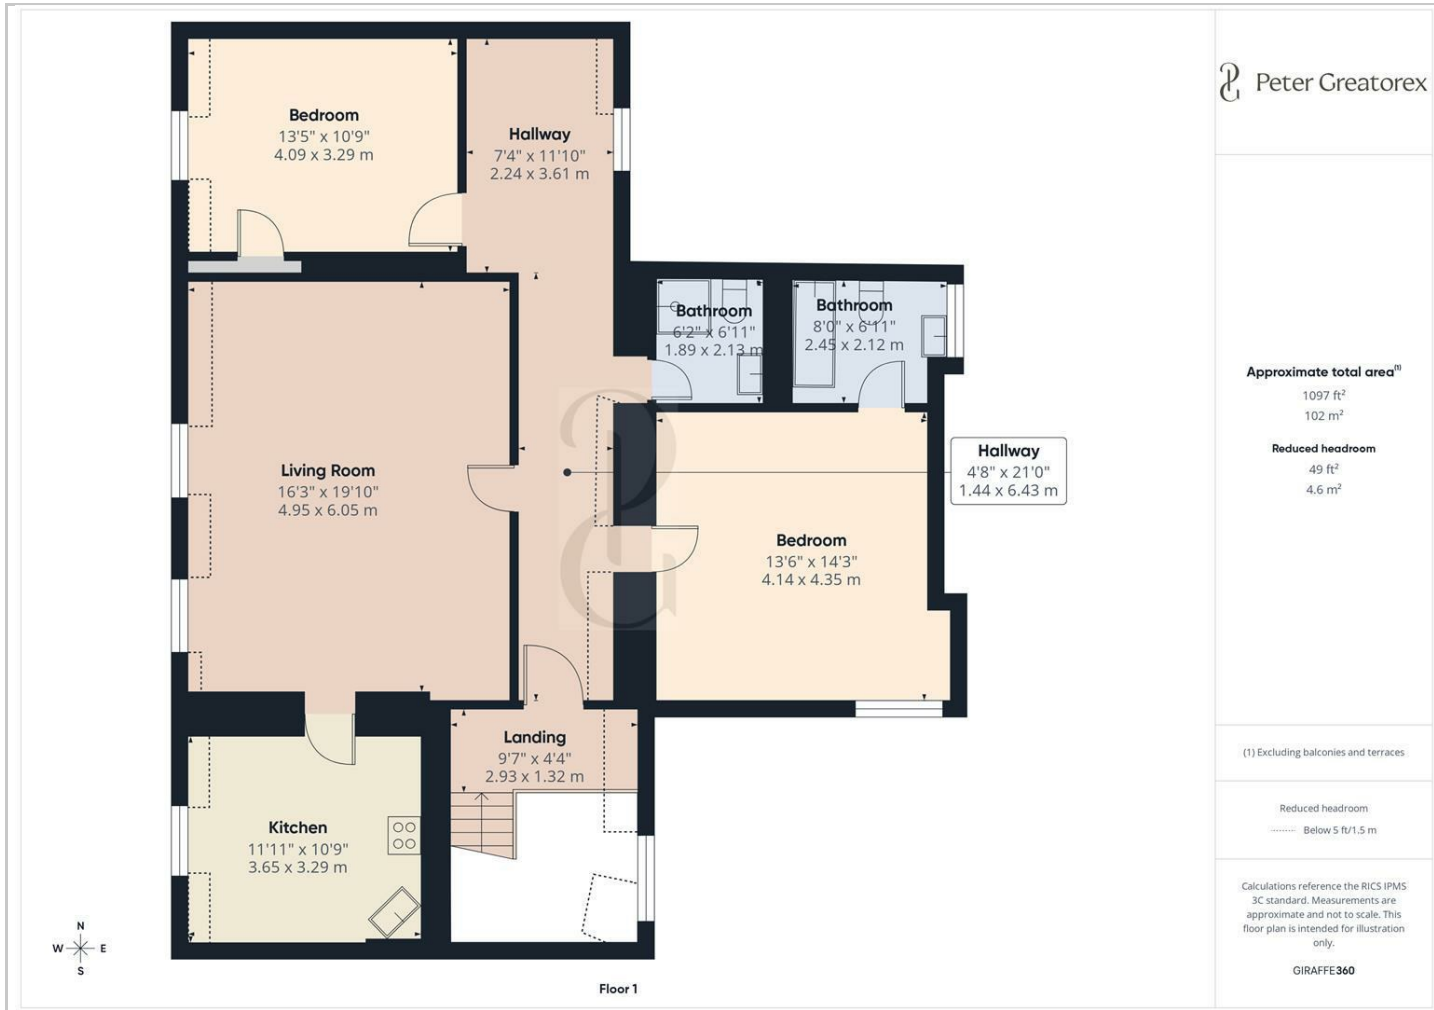 Bedroom
13'5" x 10'9"
4.09 x 3.29 m
Hallway
7'4" x 11'10"
2.24 x 3.61 m
Bathroom
6'2" x 6'11"
1.89 x 2.13 m
Bathroom
8'0" x 6'11"
2.45 x 2.12 m
Living Room
16'3" x 19'10"
4.95 x 6.05 m
Hallway
4'8" x 21'0"
1.44 x 6.43 m
Bedroom
13'6" x 14'3"
4.14 x 4.35 m
Landing
9'7" x 4'4"
2.93 x 1.32 m
Kitchen
11'11" x 10'9"
3.65 x 3.29 m
N
W E
S
Floor 1
Peter Greatorex
Approximate total area(1)
1097 ft²
102 m²
Reduced headroom
49 ft²
4.6 m²
(1) Excluding balconies and terraces
Reduced headroom
Below 5 ft/1.5 m
Calculations reference the RICS IPMS
3C standard. Measurements are
approximate and not to scale. This
floor plan is intended for illustration
only.
GIRAFFE360